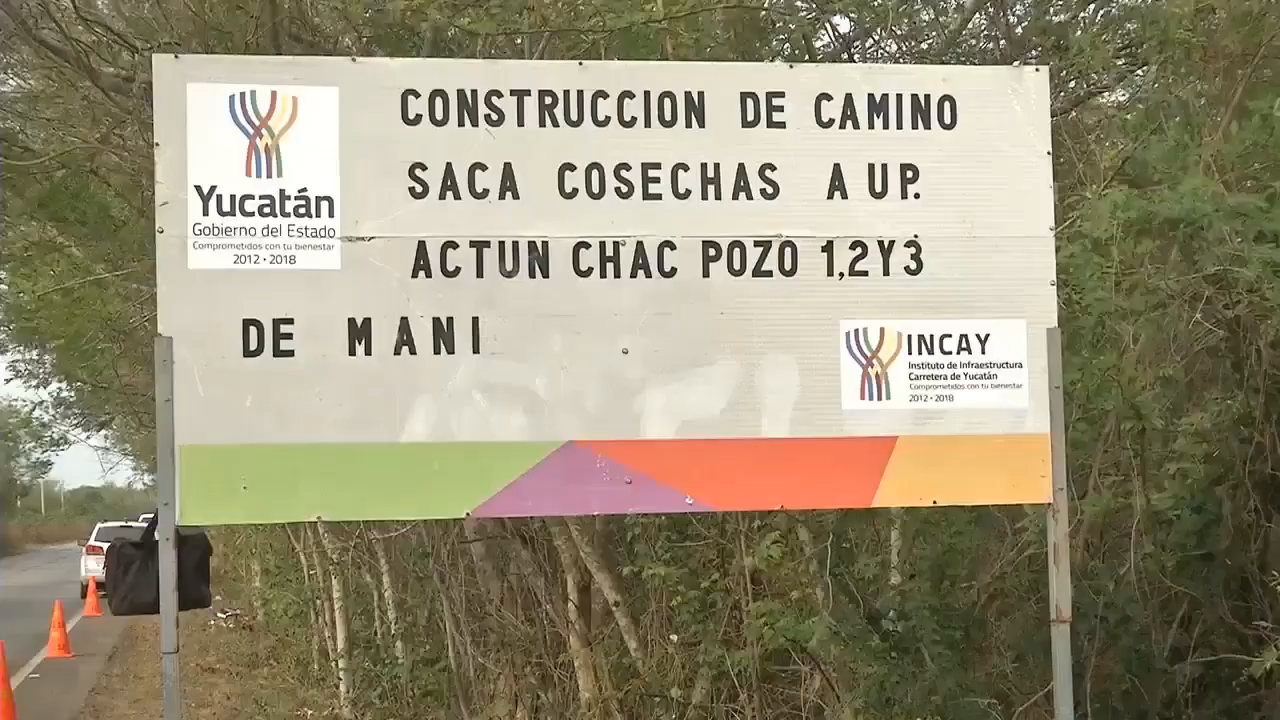 CONSTRUCCION DE CAMINO
SACA COSECHAS A UP.
ACTUN CHAC POZO 1,2Y3
DE MANI
Yucatán
Gobierno del Estado
Comprometidos con tu bienestar
2012 • 2018
INCAY
Instituto de Infraestructura
Carretera de Yucatán
Comprometidos con tu bienestar
2012 • 2018